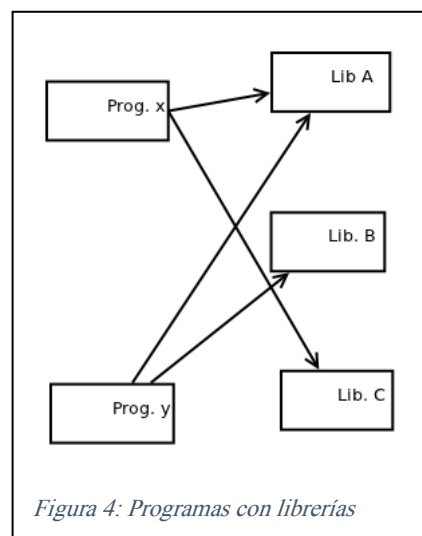 Lib A
Prog. x
Lib. B
Lib. C
Prog. y
Figura 4: Programas con librerías